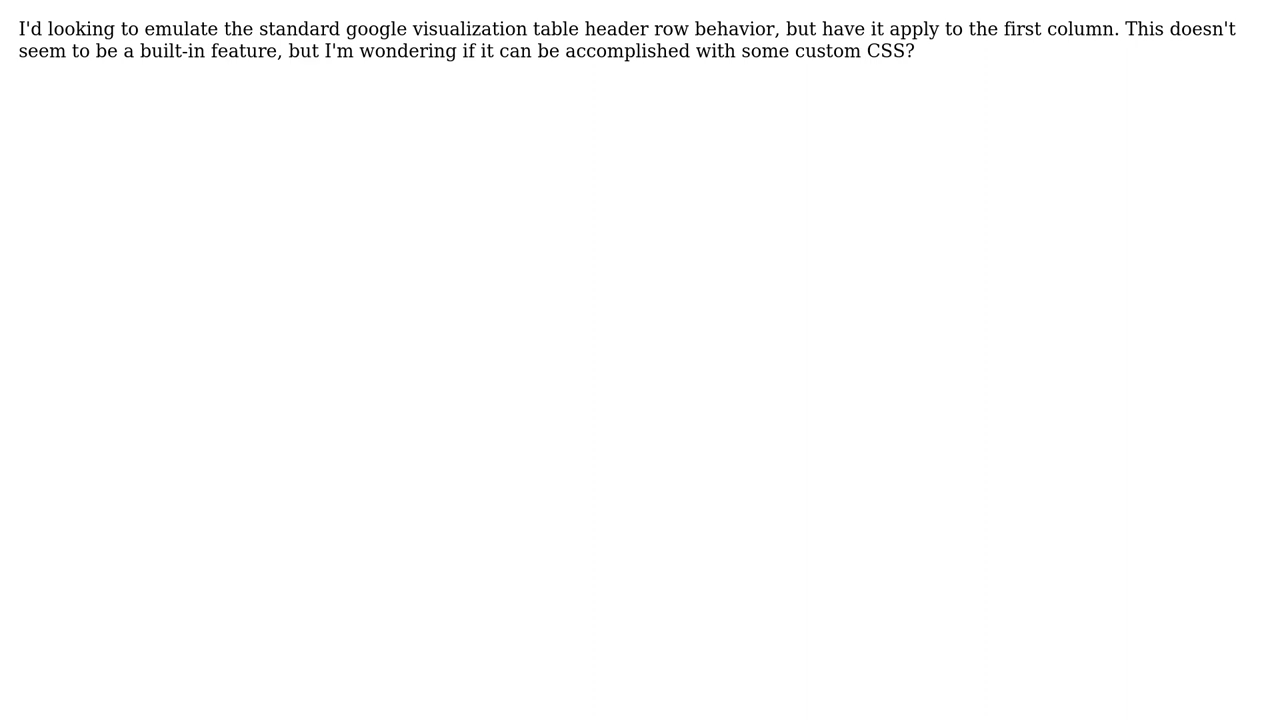 I'd looking to emulate the standard google visualization table header row behavior, but have it apply to the first column. This doesn't
seem to be a built-in feature, but I'm wondering if it can be accomplished with some custom CSS?